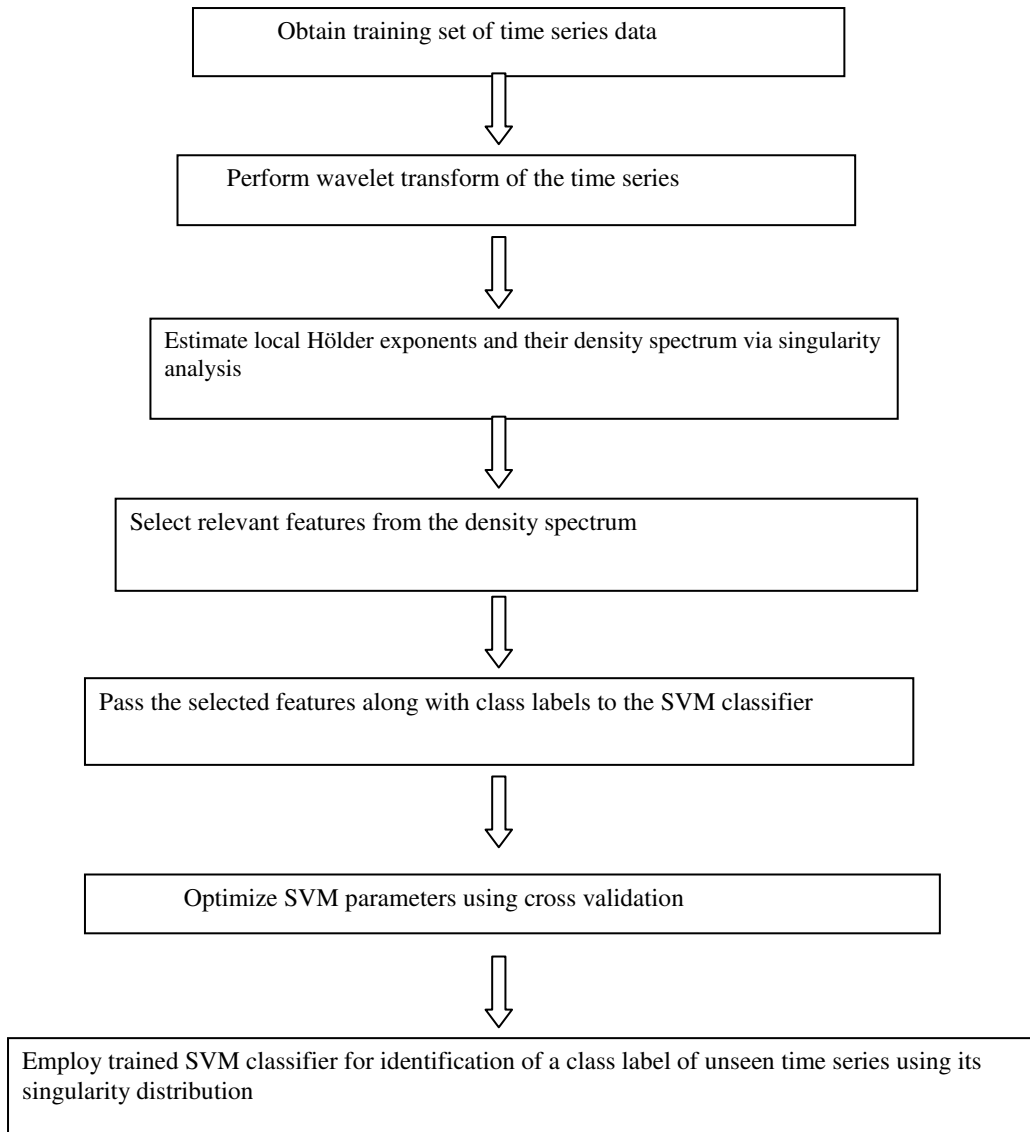 Obtain training set of time series data
Perform wavelet transform of the time series
Estimate local Hölder exponents and their density spectrum via singularity
analysis
Select relevant features from the density spectrum
Pass the selected features along with class labels to the SVM classifier
Optimize SVM parameters using cross validation
Employ trained SVM classifier for identification of a class label of unseen time series using its
singularity distribution